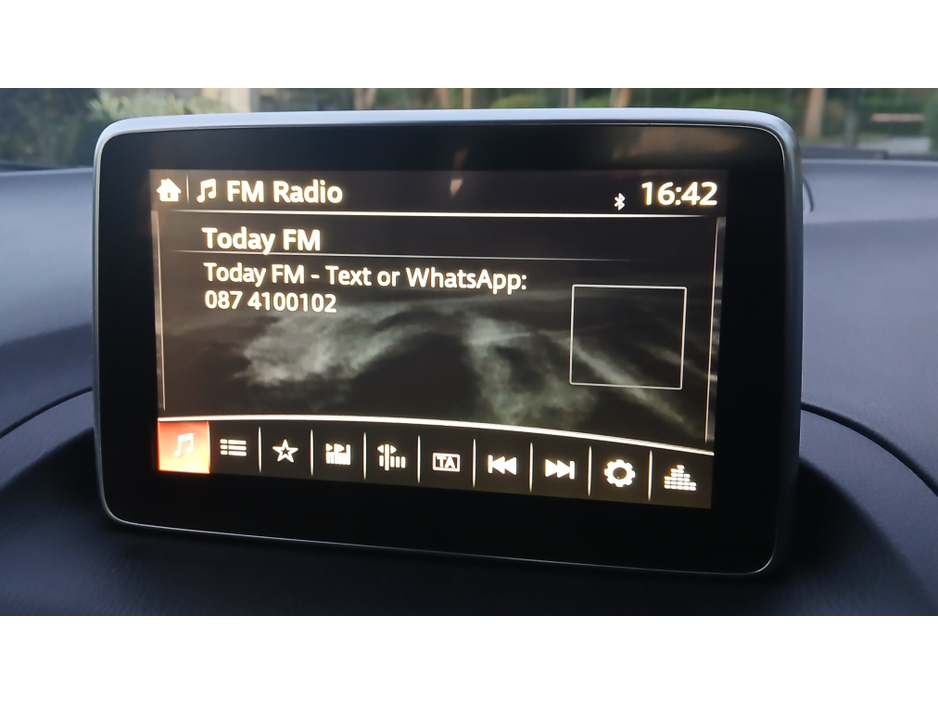 FM Radio 16:42
Today FM
Today FM - Text or WhatsApp:
087 4100102
TA